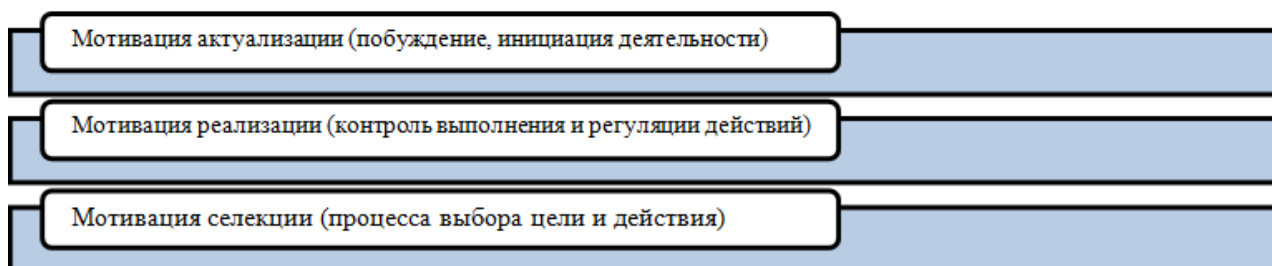 Мотивация актуализации (побуждение, инициация деятельности)
Мотивация реализации (контроль выполнения и регуляции действий)
Мотивация селекции (процесса выбора цели и действия)